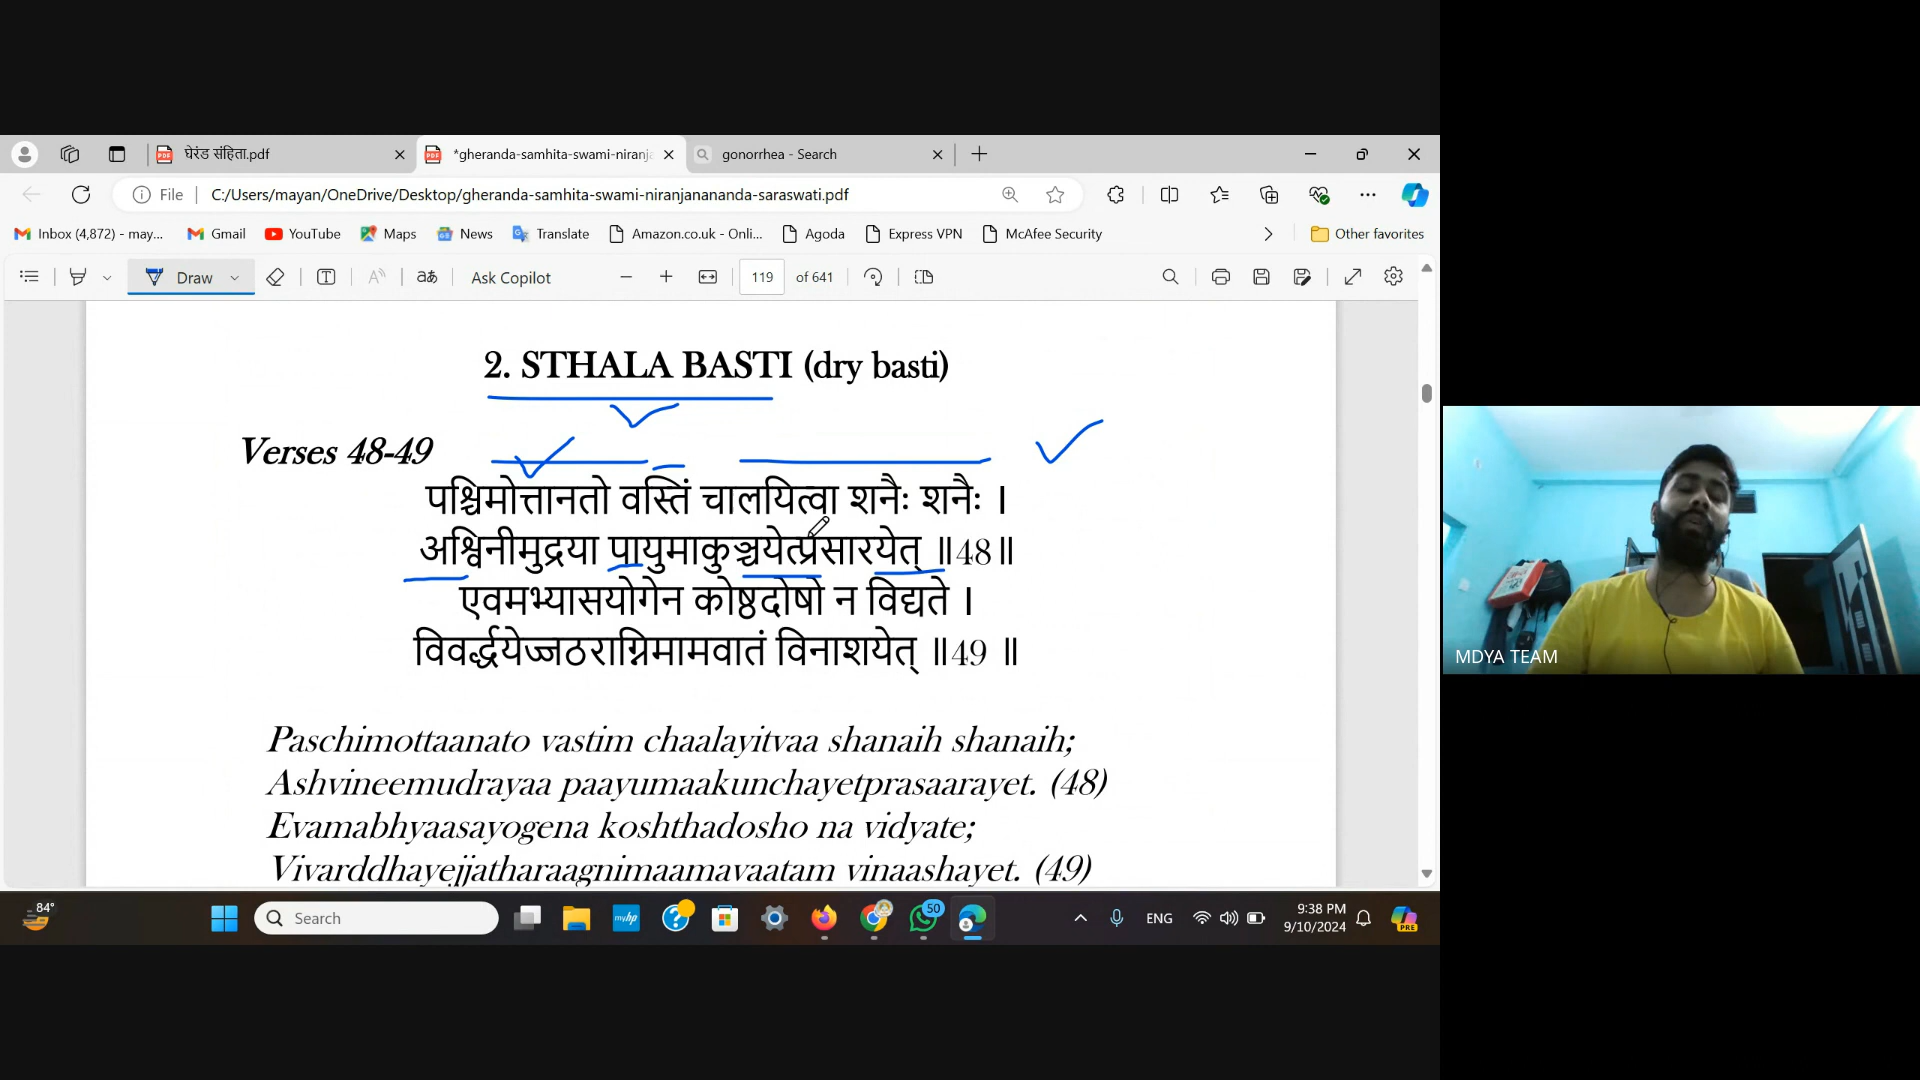 घेरंड संहिता.pdf
*gheranda-samhita-swami-niranja
gonorrhea - Search
File
C:/Users/mayan/OneDrive/Desktop/gheranda-samhita-swami-niranjanananda-saraswati.pdf
Inbox (4,872) - may...
Gmail
YouTube
Maps
News
Translate
Amazon.co.uk - Onli...
Agoda
Express VPN
McAfee Security
Other favorites
Draw
aあ
Ask Copilot
119
of 641
2. STHALA BASTI (dry basti)
Verses 48-49
पश्चिमोत्तानतो वस्तिं चालयित्वा शनैः शनैः ।
अश्विनीमुद्रया पायुमाकुञ्चयेत्प्रसारयेत् ॥48॥
एवमभ्यासयोगेन कोष्ठदोषो न विद्यते ।
विवर्द्धयेज्जठराग्निमामवातं विनाशयेत् ॥49 ॥
Paschimottaanato vastim chaalayitvaa shanaih shanaih;
Ashvineemudrayaa paayumaakunchayetprasaarayet. (48)
Evamabhyaasayogena koshthadosho na vidyate;
Vivarddhayejjatharaagnimaamavaatam vinaashayet. (49)
MDYA TEAM
84°
Search
myhp
50
ENG
9:38 PM
9/10/2024
PRE